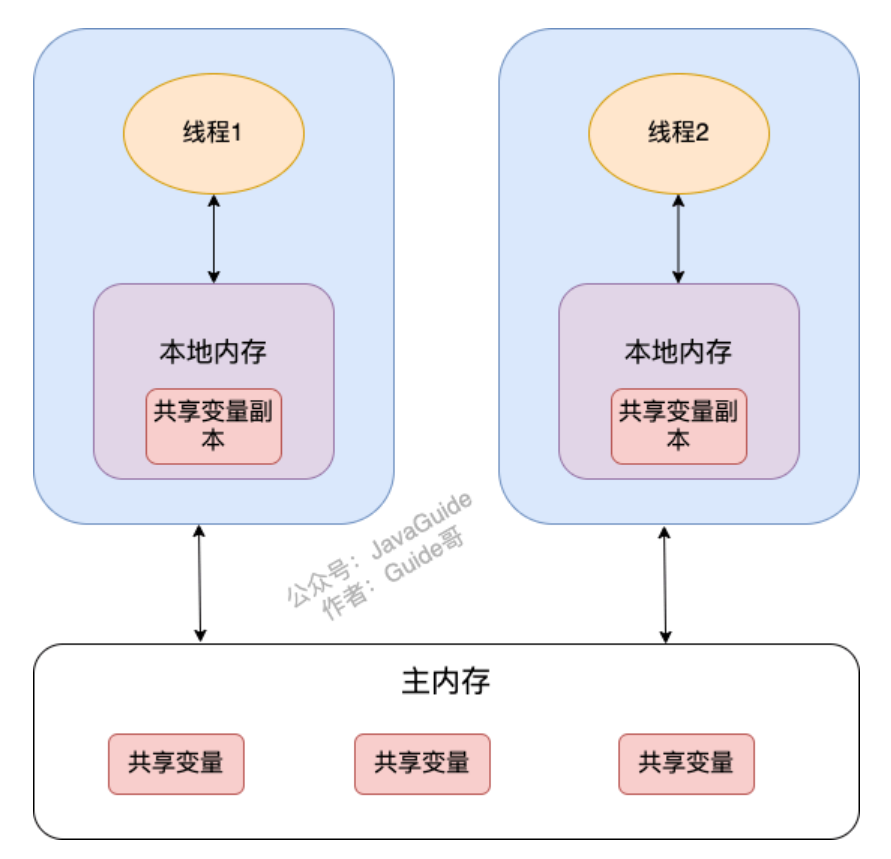 线程1
线程2
本地内存
本地内存
共享变量副
本
共享变量副
本
公众号：JavaGuide
作者：Guide哥
主内存
共享变量
共享变量
共享变量